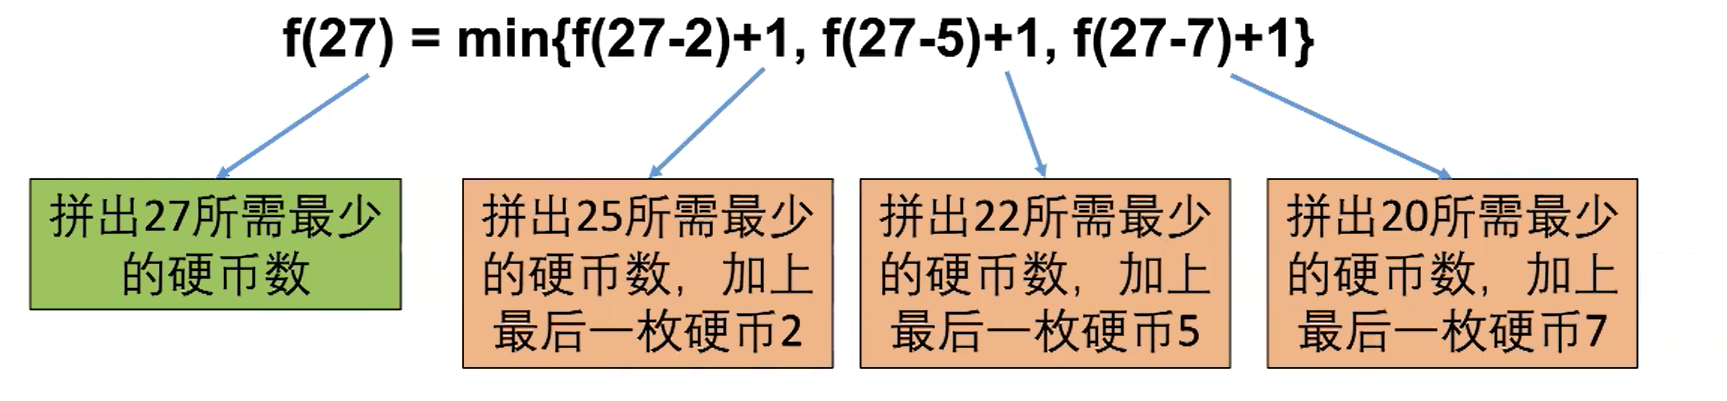 f(27) = min{f(27-2)+1, f(27-5)+1, f(27-7)+1}
拼出27所需最少
的硬币数
拼出25所需最少
的硬币数，加上
最后一枚硬币2
拼出22所需最少
的硬币数，加上
最后一枚硬币5
拼出20所需最少
的硬币数，加上
最后一枚硬币7